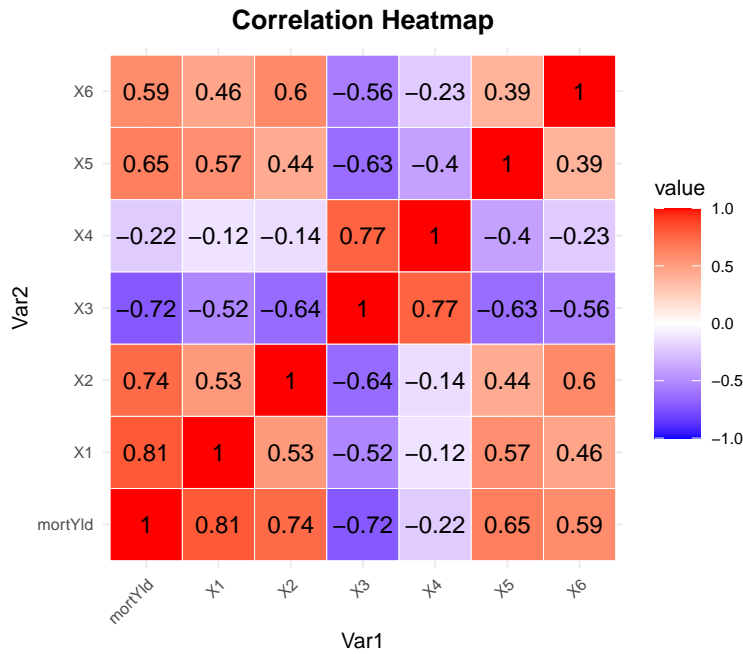 Correlation Heatmap
X6 0.59 0.46 0.6 −0.56 −0.23 0.39 1
X5 0.65 0.57 0.44 −0.63 −0.4 1 0.39
X4 −0.22 −0.12 −0.14 0.77 1 −0.4 −0.23
X3 −0.72 −0.52 −0.64 1 0.77 −0.63 −0.56
X2 0.74 0.53 1 −0.64 −0.14 0.44 0.6
X1 0.81 1 0.53 −0.52 −0.12 0.57 0.46
mortYld 1 0.81 0.74 −0.72 −0.22 0.65 0.59
mortYld X1 X2 X3 X4 X5 X6
Var1
Var2
value
1.0
0.5
0.0
−0.5
−1.0